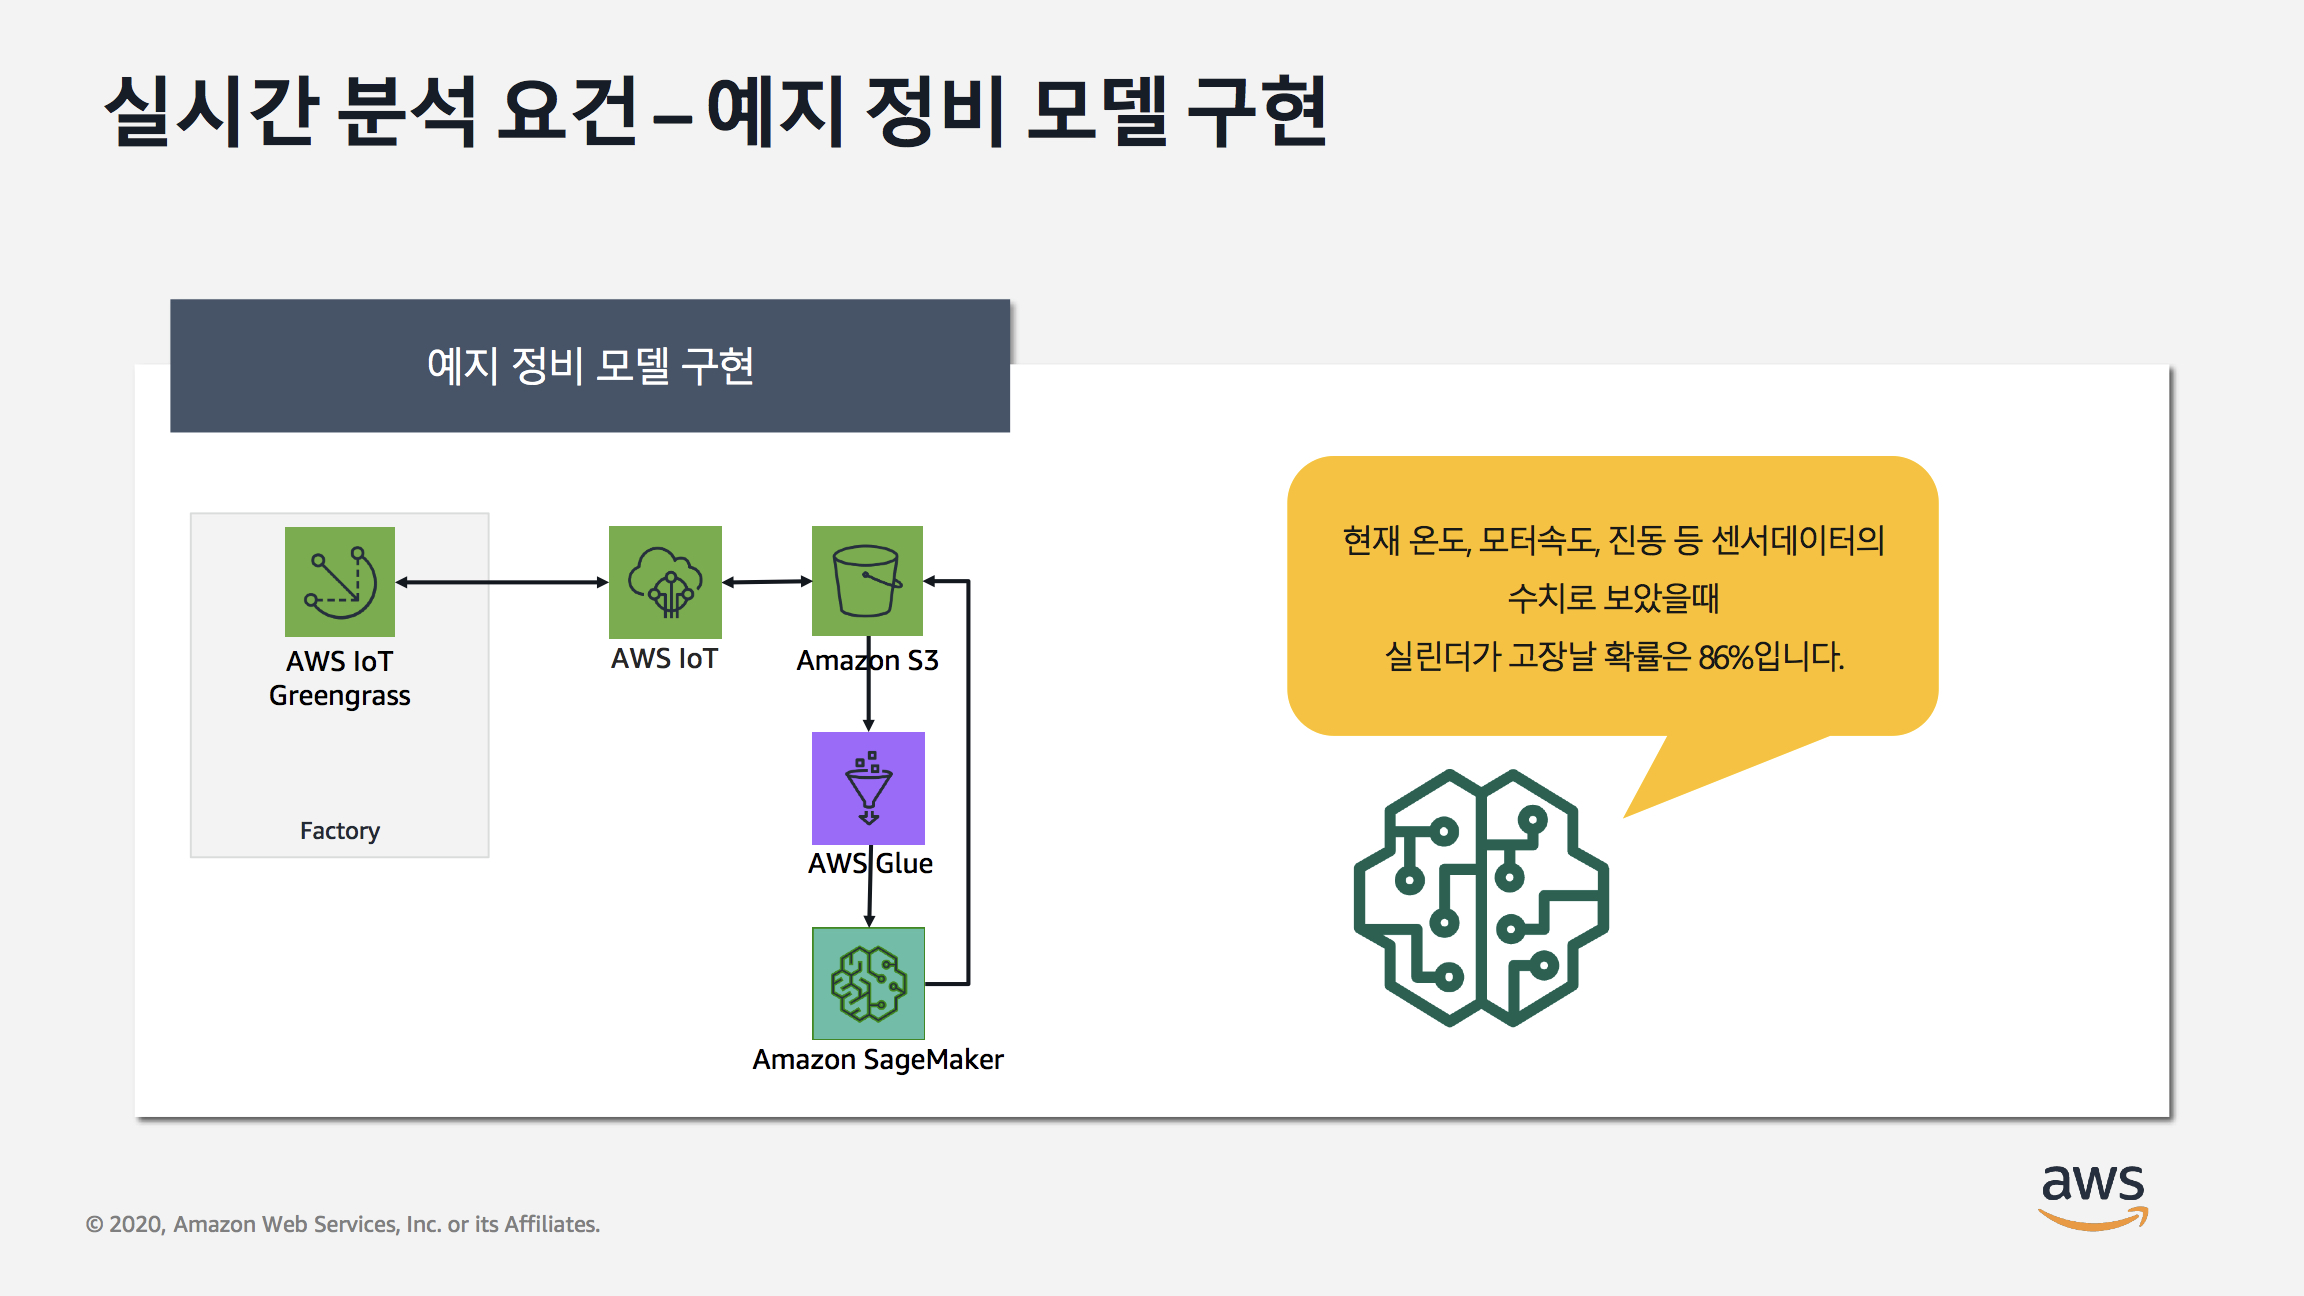 실시간 분석 요건 – 예지 정비 모델 구현
예지 정비 모델 구현
AWS IoT
Greengrass
Factory
AWS IoT
Amazon S3
AWS Glue
Amazon SageMaker
현재 온도, 모터속도, 진동 등 센서데이터의
수치로 보았을때
실린더가 고장날 확률은 86%입니다.
© 2020, Amazon Web Services, Inc. or its Affiliates.
aws